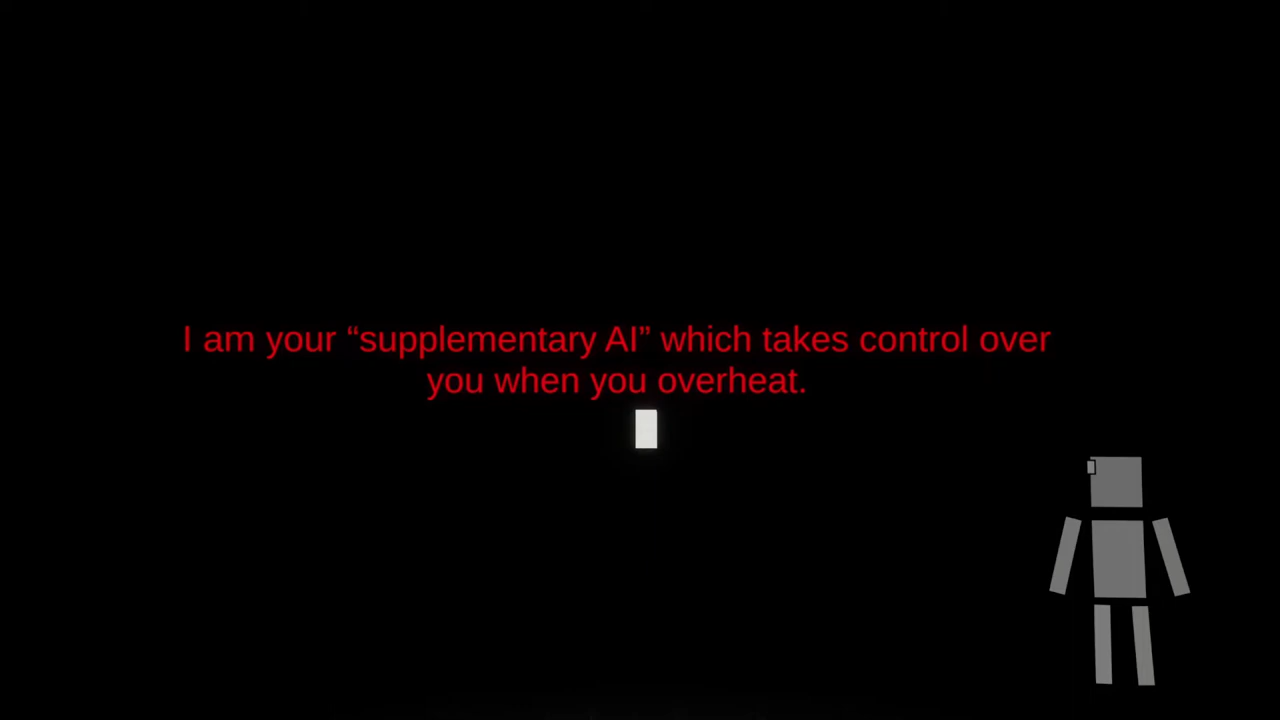 I am your “supplementary AI” which takes control over
you when you overheat.